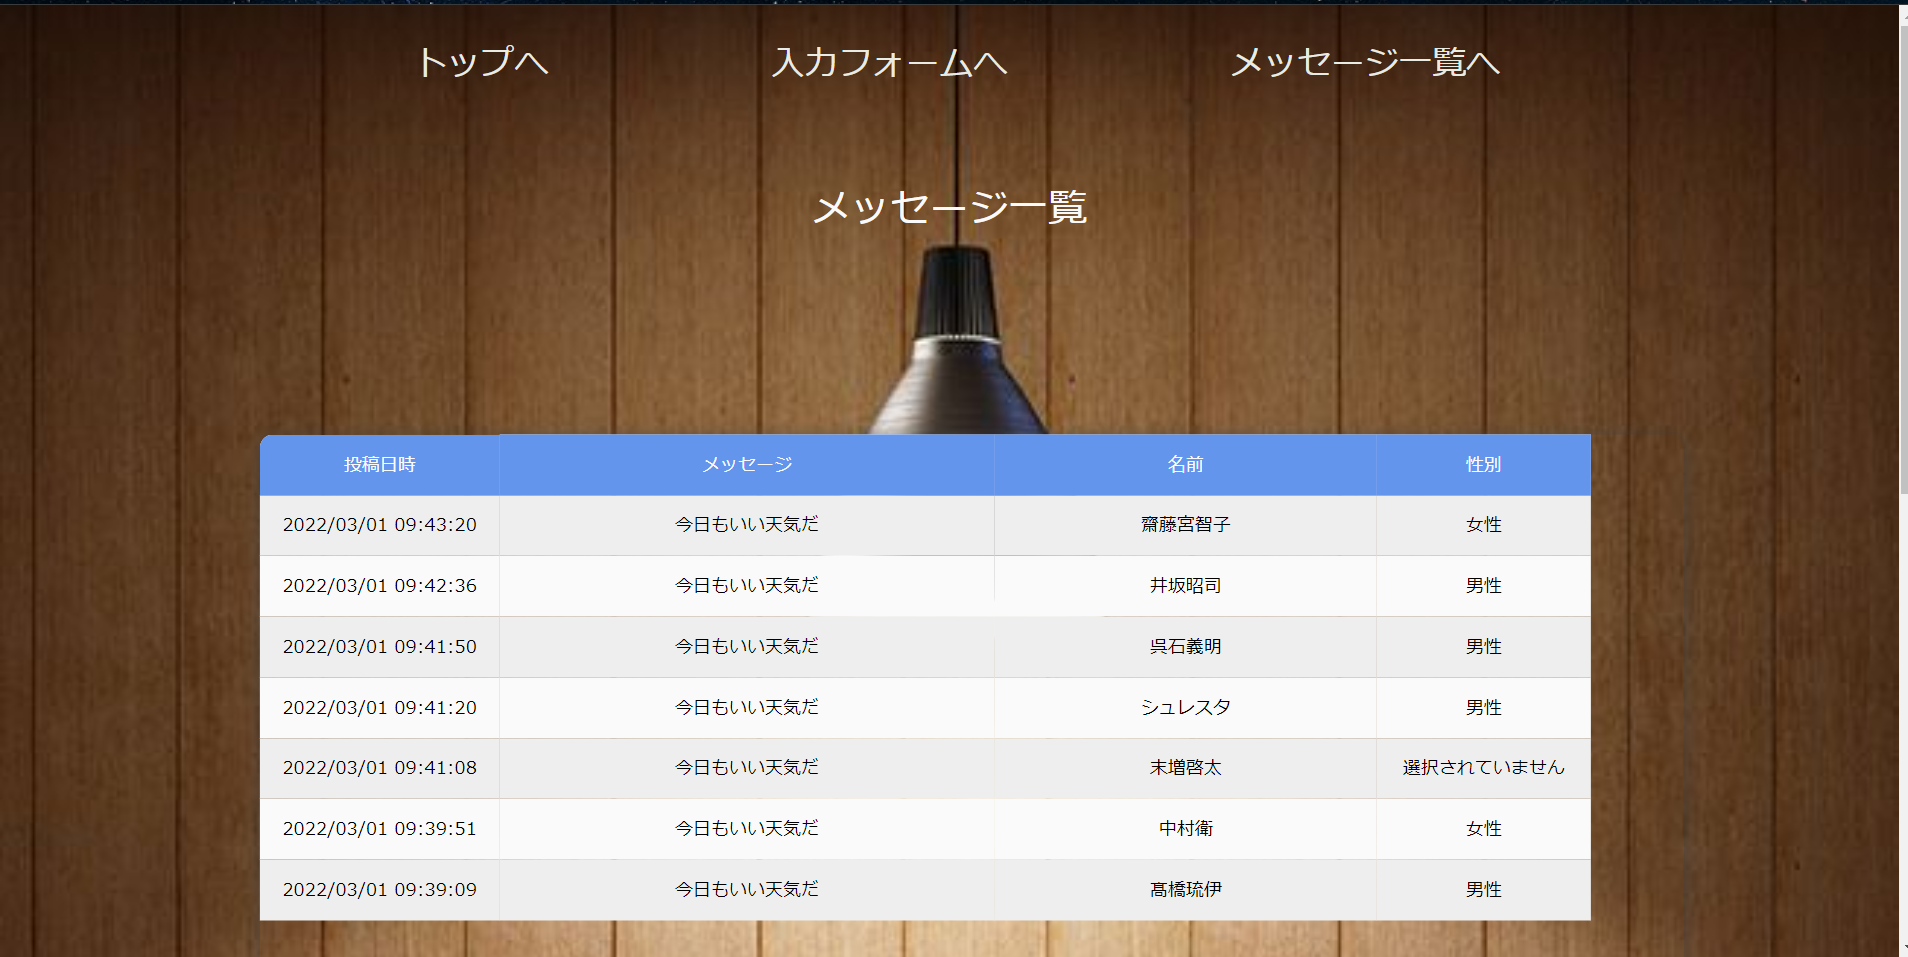 トップへ 入力フォームへ メッセージ一覧へ
メッセージ一覧
投稿日時 メッセージ 名前 性別
2022/03/01 09:43:20 今日もいい天気だ 齋藤宮智子 女性
2022/03/01 09:42:36 今日もいい天気だ 井坂昭司 男性
2022/03/01 09:41:50 今日もいい天気だ 呉石義明 男性
2022/03/01 09:41:20 今日もいい天気だ シュレスタ 男性
2022/03/01 09:41:08 今日もいい天気だ 末増啓太 選択されていません
2022/03/01 09:39:51 今日もいい天気だ 中村衛 女性
2022/03/01 09:39:09 今日もいい天気だ 髙橋琉伊 男性